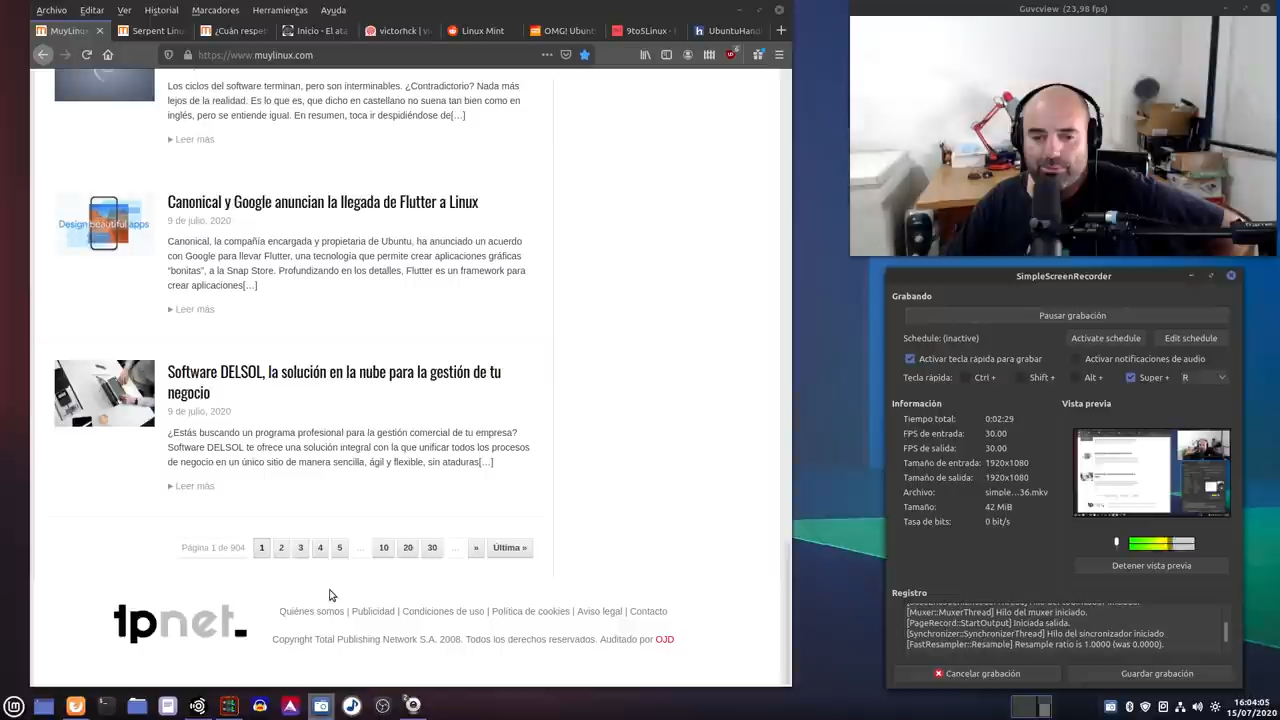 Archivo Editar Ver Historial Marcadores Herramientas Ayuda
MuyLinux Serpent Linu ¿Cuán respet Inicio - El ata victorhck | vi Linux Mint OMG! Ubunt 9to5Linux - UbuntuHand
https://www.muylinux.com
Los ciclos del software terminan, pero son interminables. ¿Contradictorio? Nada más
lejos de la realidad. Es lo que es, que dicho en castellano no suena tan bien como en
inglés, pero se entiende igual. En resumen, toca ir despidiéndose de[…]
Leer más
Design beautiful apps
Canonical y Google anuncian la llegada de Flutter a Linux
9 de julio, 2020
Canonical, la compañía encargada y propietaria de Ubuntu, ha anunciado un acuerdo
con Google para llevar Flutter, una tecnología que permite crear aplicaciones gráficas
“bonitas”, a la Snap Store. Profundizando en los detalles, Flutter es un framework para
crear aplicaciones[…]
Leer más
Software DELSOL, la solución en la nube para la gestión de tu
negocio
9 de julio, 2020
¿Estás buscando un programa profesional para la gestión comercial de tu empresa?
Software DELSOL te ofrece una solución integral con la que unificar todos los procesos
de negocio en un único sitio de manera sencilla, ágil y flexible, sin ataduras[…]
Leer más
Página 1 de 904 1 2 3 4 5 ... 10 20 30 ... » Última »
tpnet
Quiénes somos | Publicidad | Condiciones de uso | Política de cookies | Aviso legal | Contacto
Copyright Total Publishing Network S.A. 2008. Todos los derechos reservados. Auditado por OJD
Guvcview (23,98 fps)
SimpleScreenRecorder
Grabando
Pausar grabación
Schedule: (inactive) Activate schedule Edit schedule
Activar tecla rápida para grabar Activar notificaciones de audio
Tecla rápida: Ctrl + Shift + Alt + Super + R
Información Vista previa
Tiempo total: 0:02:29
FPS de entrada: 30.00
FPS de salida: 30.00
Tamaño de entrada: 1920x1080
Tamaño de salida: 1920x1080
Archivo: simple…36.mkv
Tamaño: 42 MiB
Tasa de bits: 0 bit/s
Detener vista previa
Registro
[Muxer::MuxerThread] Hilo del muxer iniciado.
[PageRecord::StartOutput] Iniciada salida.
[Synchronizer::SynchronizerThread] Hilo del sincronizador iniciado
[FastResampler::Resample] Resample ratio is 1.0000 (was 0.0000).
Cancelar grabación Guardar grabación
16:04:05
15/07/2020